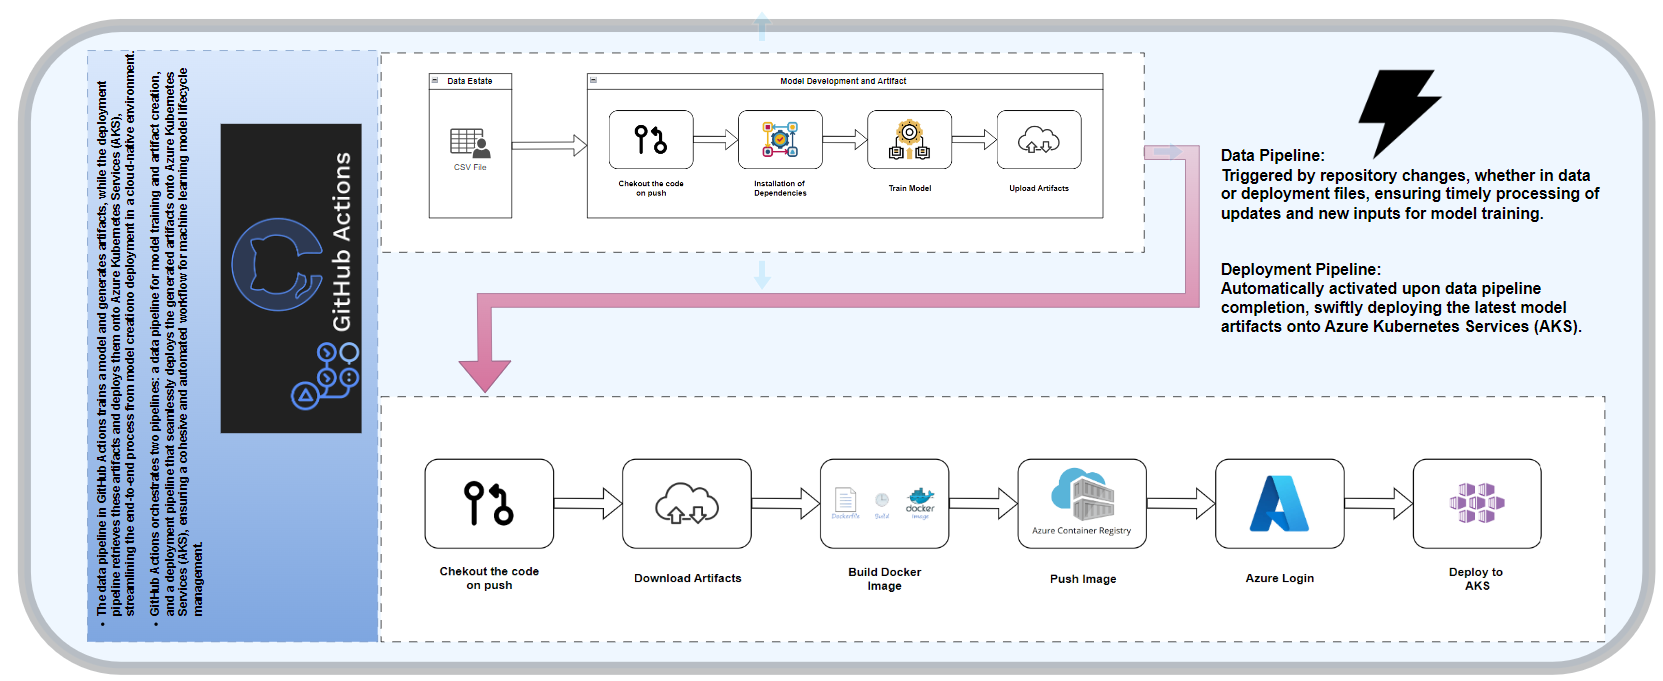 • The data pipeline in GitHub Actions trains a model and generates artifacts, while the deployment
pipeline retrieves these artifacts and deploys them onto Azure Kubernetes Services (AKS),
streamlining the end-to-end process from model creationo deployment in a cloud-native environment.
• GitHub Actions orchestrates two pipelines: a data pipeline for model training and artifact creation,
and a deployment pipeline that seamlessly deploys the generated artifacts onto Azure Kubernetes
Services (AKS), ensuring a cohesive and automated workflow for machine learning model lifecycle
management.
GitHub Actions
Data Estate
CSV File
Model Development and Artifact
Chekout the code
on push
Installation of
Dependencies
Train Model
Upload Artifacts
Data Pipeline:
Triggered by repository changes, whether in data
or deployment files, ensuring timely processing of
updates and new inputs for model training.
Deployment Pipeline:
Automatically activated upon data pipeline
completion, swiftly deploying the latest model
artifacts onto Azure Kubernetes Services (AKS).
Chekout the code
on push
Download Artifacts
Dockerfile
Build
docker
image
Build Docker
Image
Azure Container Registry
Push Image
Azure Login
Deploy to
AKS